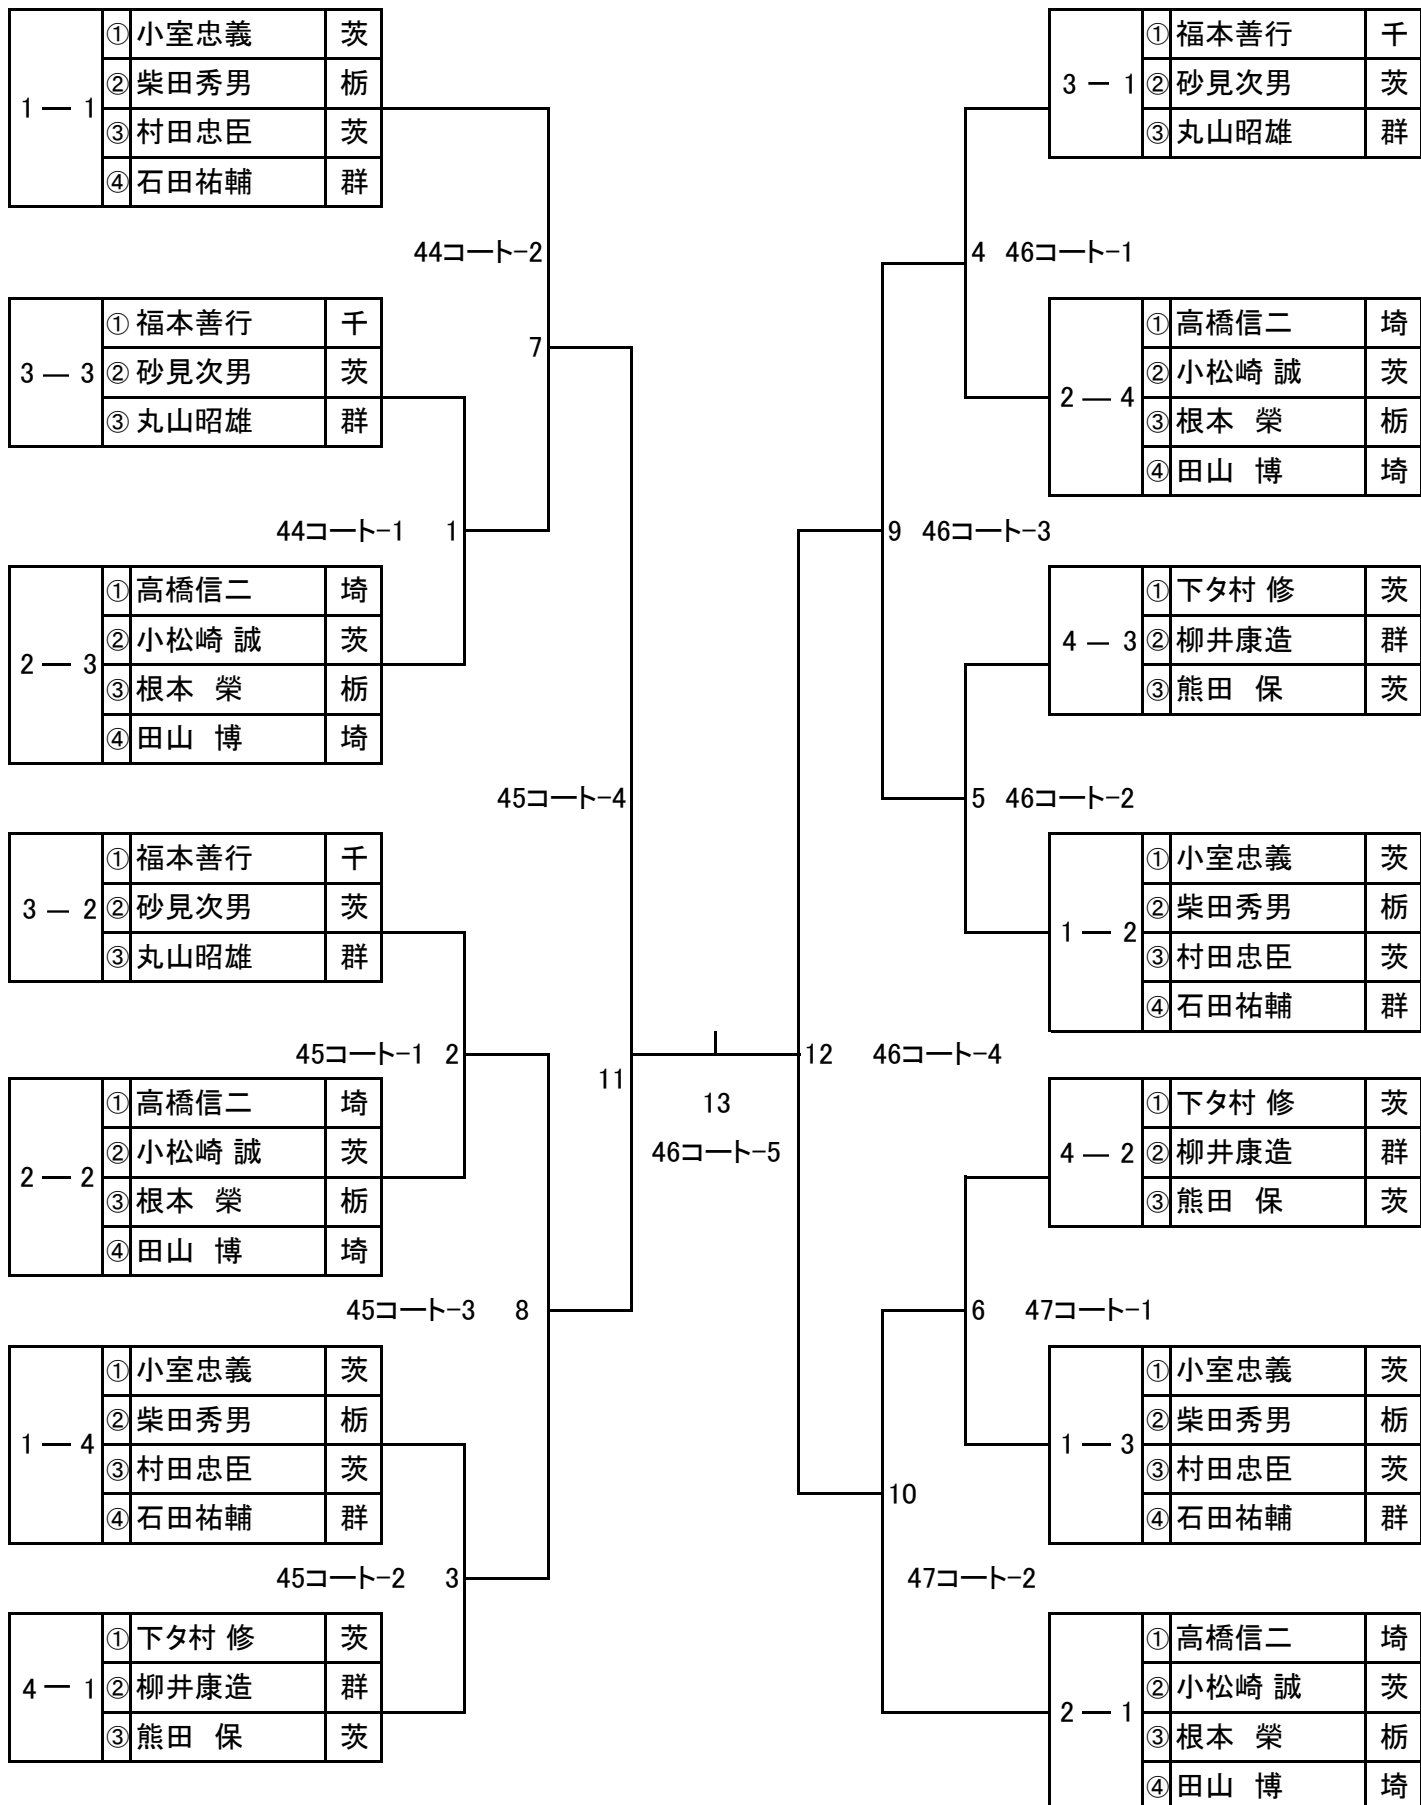 1 ― 1
① 小室忠義 茨
② 柴田秀男 栃
③ 村田忠臣 茨
④ 石田祐輔 群
44コート-2
7
3 ― 3
① 福本善行 千
② 砂見次男 茨
③ 丸山昭雄 群
44コート-1 1
2 ― 3
① 高橋信二 埼
② 小松崎 誠 茨
③ 根本 榮 栃
④ 田山 博 埼
45コート-4
3 ― 2
① 福本善行 千
② 砂見次男 茨
③ 丸山昭雄 群
45コート-1 2
11
2 ― 2
① 高橋信二 埼
② 小松崎 誠 茨
③ 根本 榮 栃
④ 田山 博 埼
45コート-3 8
1 ― 4
① 小室忠義 茨
② 柴田秀男 栃
③ 村田忠臣 茨
④ 石田祐輔 群
45コート-2 3
4 ― 1
① 下タ村 修 茨
② 柳井康造 群
③ 熊田 保 茨
13
46コート-5
3 ― 1
① 福本善行 千
② 砂見次男 茨
③ 丸山昭雄 群
4 46コート-1
2 ― 4
① 高橋信二 埼
② 小松崎 誠 茨
③ 根本 榮 栃
④ 田山 博 埼
9 46コート-3
4 ― 3
① 下タ村 修 茨
② 柳井康造 群
③ 熊田 保 茨
5 46コート-2
1 ― 2
① 小室忠義 茨
② 柴田秀男 栃
③ 村田忠臣 茨
④ 石田祐輔 群
12 46コート-4
4 ― 2
① 下タ村 修 茨
② 柳井康造 群
③ 熊田 保 茨
6 47コート-1
1 ― 3
① 小室忠義 茨
② 柴田秀男 栃
③ 村田忠臣 茨
④ 石田祐輔 群
10
47コート-2
2 ― 1
① 高橋信二 埼
② 小松崎 誠 茨
③ 根本 榮 栃
④ 田山 博 埼